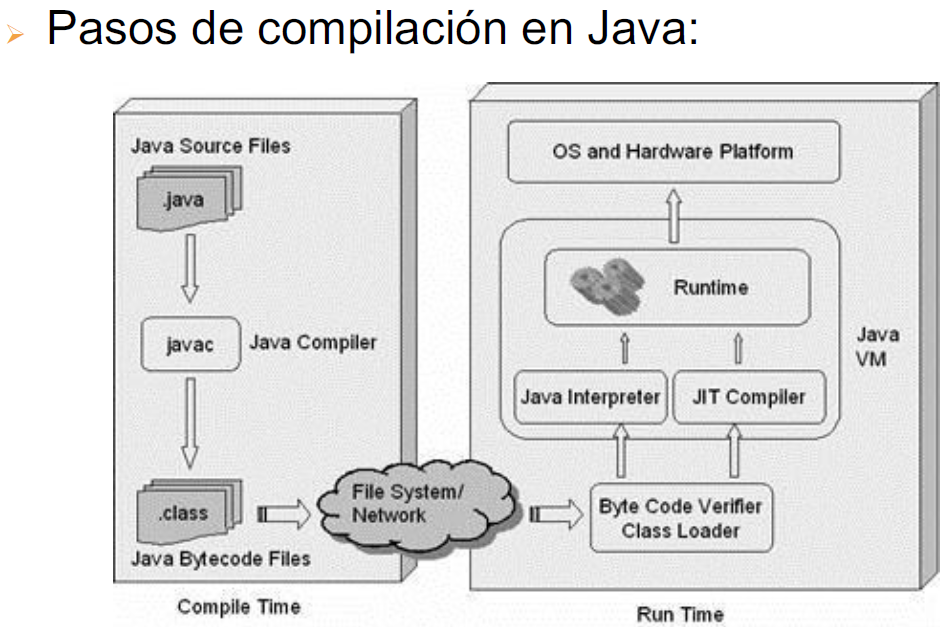 Pasos de compilación en Java:
Java Source Files
.java
javac
Java Compiler
.class
Java Bytecode Files
Compile Time
File System/
Network
OS and Hardware Platform
Runtime
Java Interpreter
JIT Compiler
Java
VM
Byte Code Verifier
Class Loader
Run Time